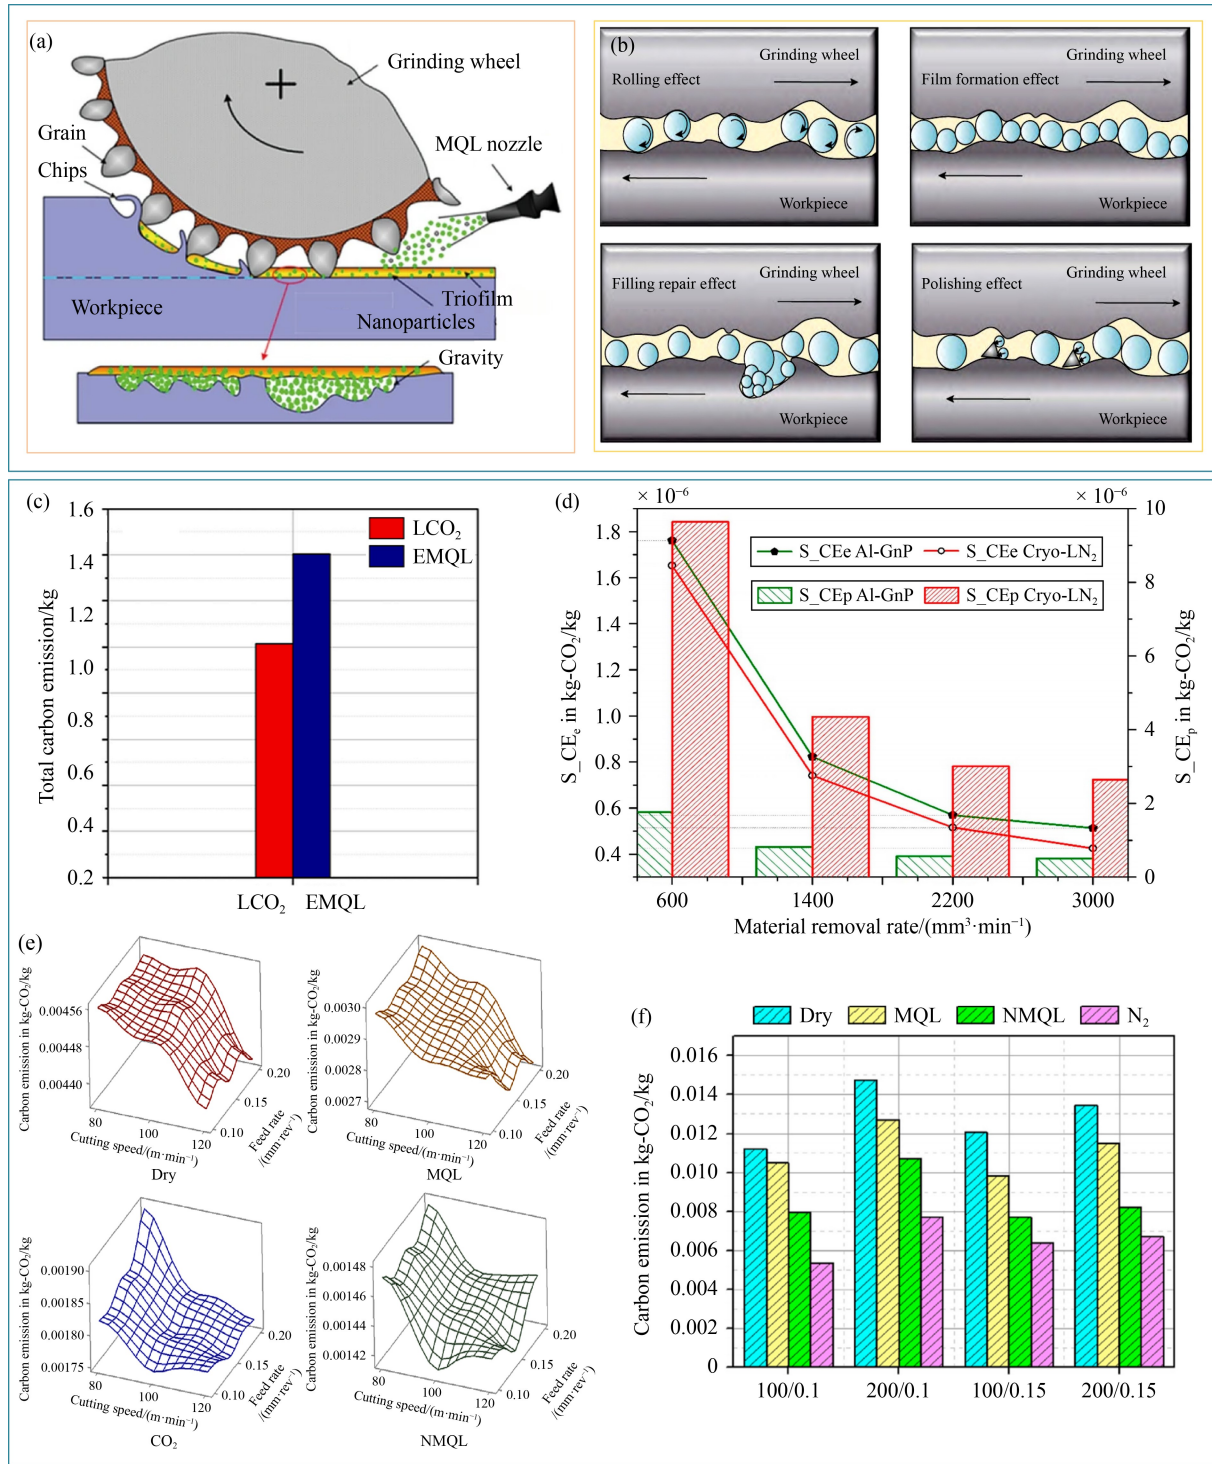 (a)
Grinding wheel
Grain
Chips
MQL nozzle
Workpiece
Triofilm
Nanoparticles
Gravity
(b)
Rolling effect
Grinding wheel
Workpiece
Film formation effect
Grinding wheel
Workpiece
Filling repair effect
Grinding wheel
Workpiece
Polishing effect
Grinding wheel
Workpiece
(c)
Total carbon emission/kg
1.6
1.4
1.2
1.0
0.8
0.6
0.4
0.2
LCO₂
EMQL
LCO₂ EMQL
(d)
× 10⁻⁶
× 10⁻⁶
S_CEₑ in kg-CO₂/kg
1.8
1.6
1.4
1.2
1.0
0.8
0.6
0.4
S_CEe Al-GnP
S_CEe Cryo-LN₂
S_CEp Al-GnP
S_CEp Cryo-LN₂
10
8
6
4
2
0
S_CEₚ in kg-CO₂/kg
600 1400 2200 3000
Material removal rate/(mm³·min⁻¹)
(e)
Carbon emission in kg-CO₂/kg
0.00456
0.00448
0.00440
80 100 120
Cutting speed/(m·min⁻¹)
0.10 0.15 0.20
Feed rate
/(mm·rev⁻¹)
Dry
Carbon emission in kg-CO₂/kg
0.0030
0.0029
0.0028
0.0027
80 100 120
Cutting speed/(m·min⁻¹)
0.10 0.15 0.20
Feed rate
/(mm·rev⁻¹)
MQL
Carbon emission in kg-CO₂/kg
0.00190
0.00185
0.00180
0.00175
80 100 120
Cutting speed/(m·min⁻¹)
0.10 0.15 0.20
Feed rate
/(mm·rev⁻¹)
CO₂
Carbon emission in kg-CO₂/kg
0.00148
0.00146
0.00144
0.00142
80 100 120
Cutting speed/(m·min⁻¹)
0.10 0.15 0.20
Feed rate
/(mm·rev⁻¹)
NMQL
(f)
Dry MQL NMQL N₂
Carbon emission in kg-CO₂/kg
0.016
0.014
0.012
0.010
0.008
0.006
0.004
0.002
0
100/0.1 200/0.1 100/0.15 200/0.15